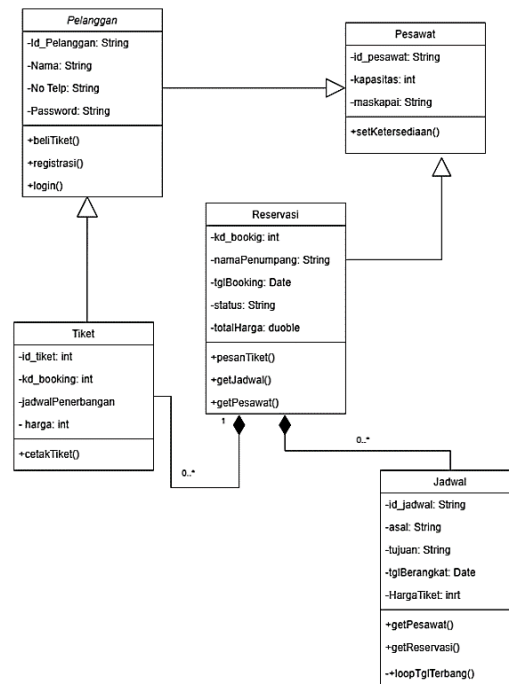 Pelanggan
-Id_Pelanggan: String
-Nama: String
-No Telp: String
-Password: String
+beliTiket()
+registrasi()
+login()
Pesawat
-id_pesawat: String
-kapasitas: int
-maskapai: String
+setKetersediaan()
Reservasi
-kd_bookig: int
-namaPenumpang: String
-tglBooking: Date
-status: String
-totalHarga: duoble
+pesanTiket()
+getJadwal()
+getPesawat()
Tiket
-id_tiket: int
-kd_booking: int
-jadwalPenerbangan
- harga: int
+cetakTiket()
1
0..*
0..*
Jadwal
-id_jadwal: String
-asal: String
-tujuan: String
-tglBerangkat: Date
-HargaTiket: inrt
+getPesawat()
+getReservasi()
-+loopTglTerbang()